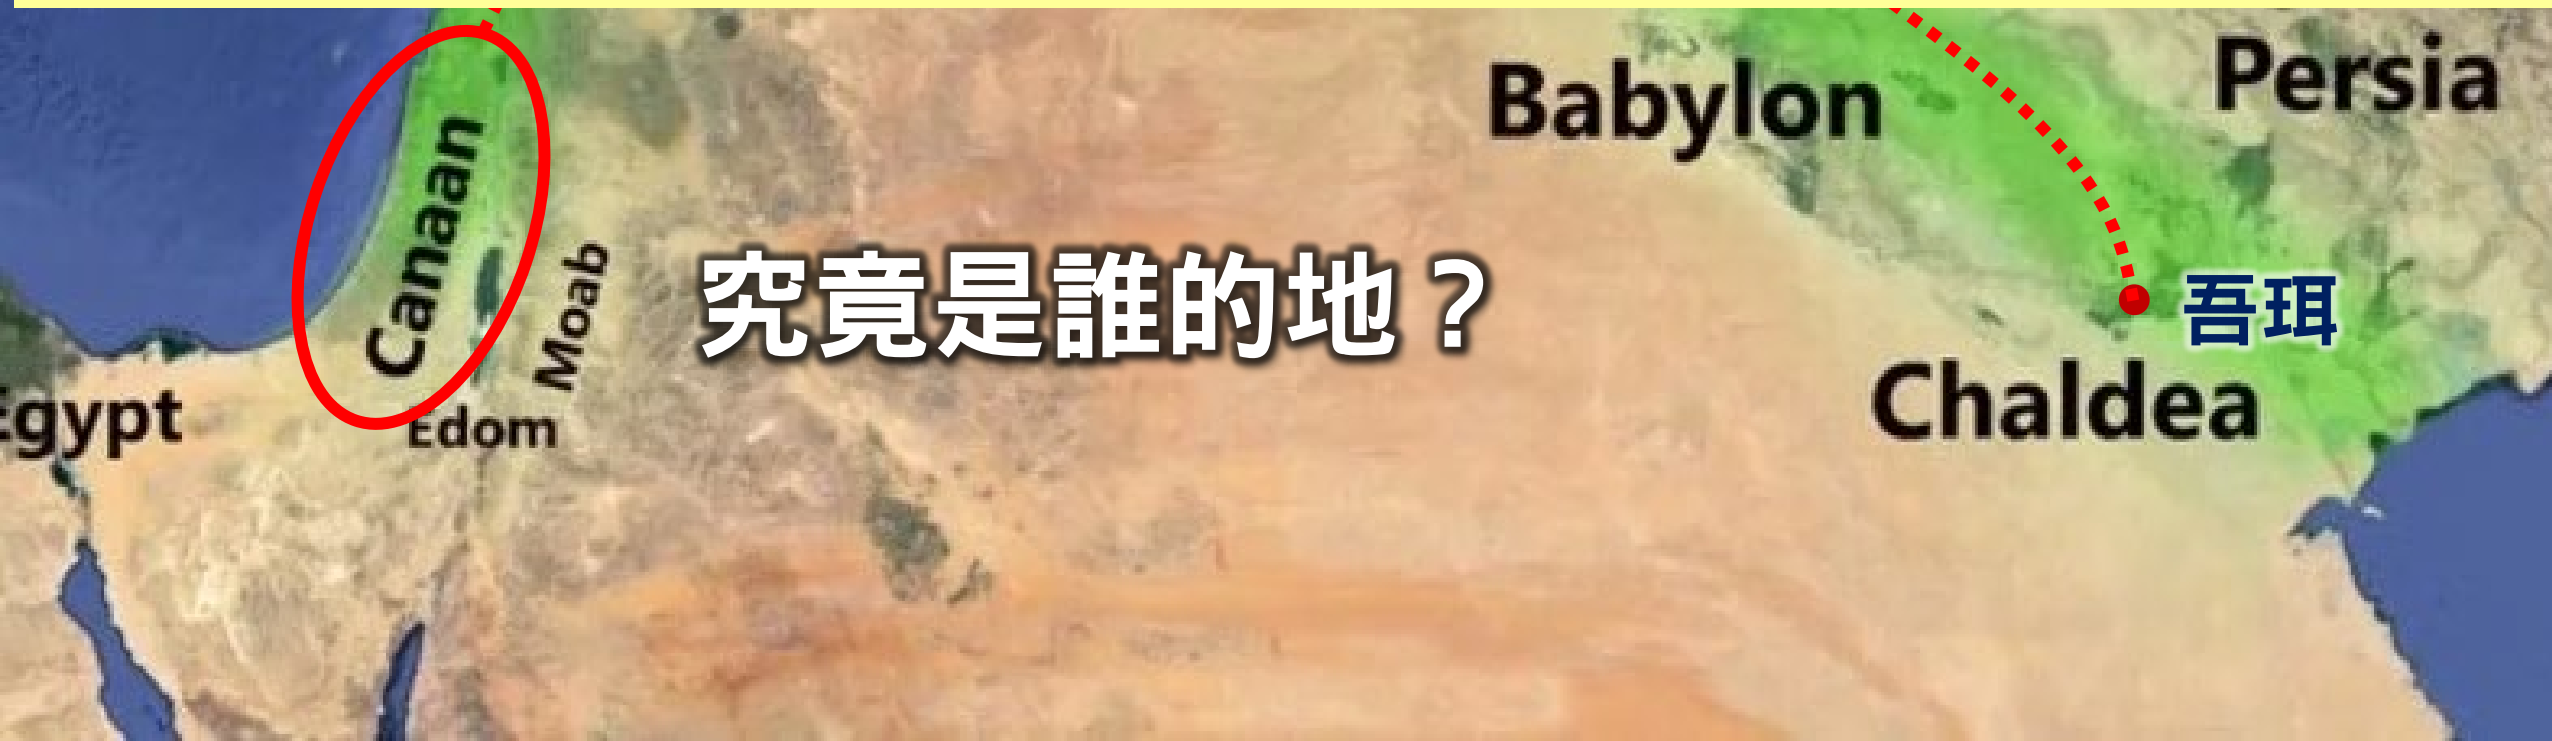 Persia
Babylon
Canaan
Moab
究竟是誰的地？
吾珥
Chaldea
Egypt
Edom